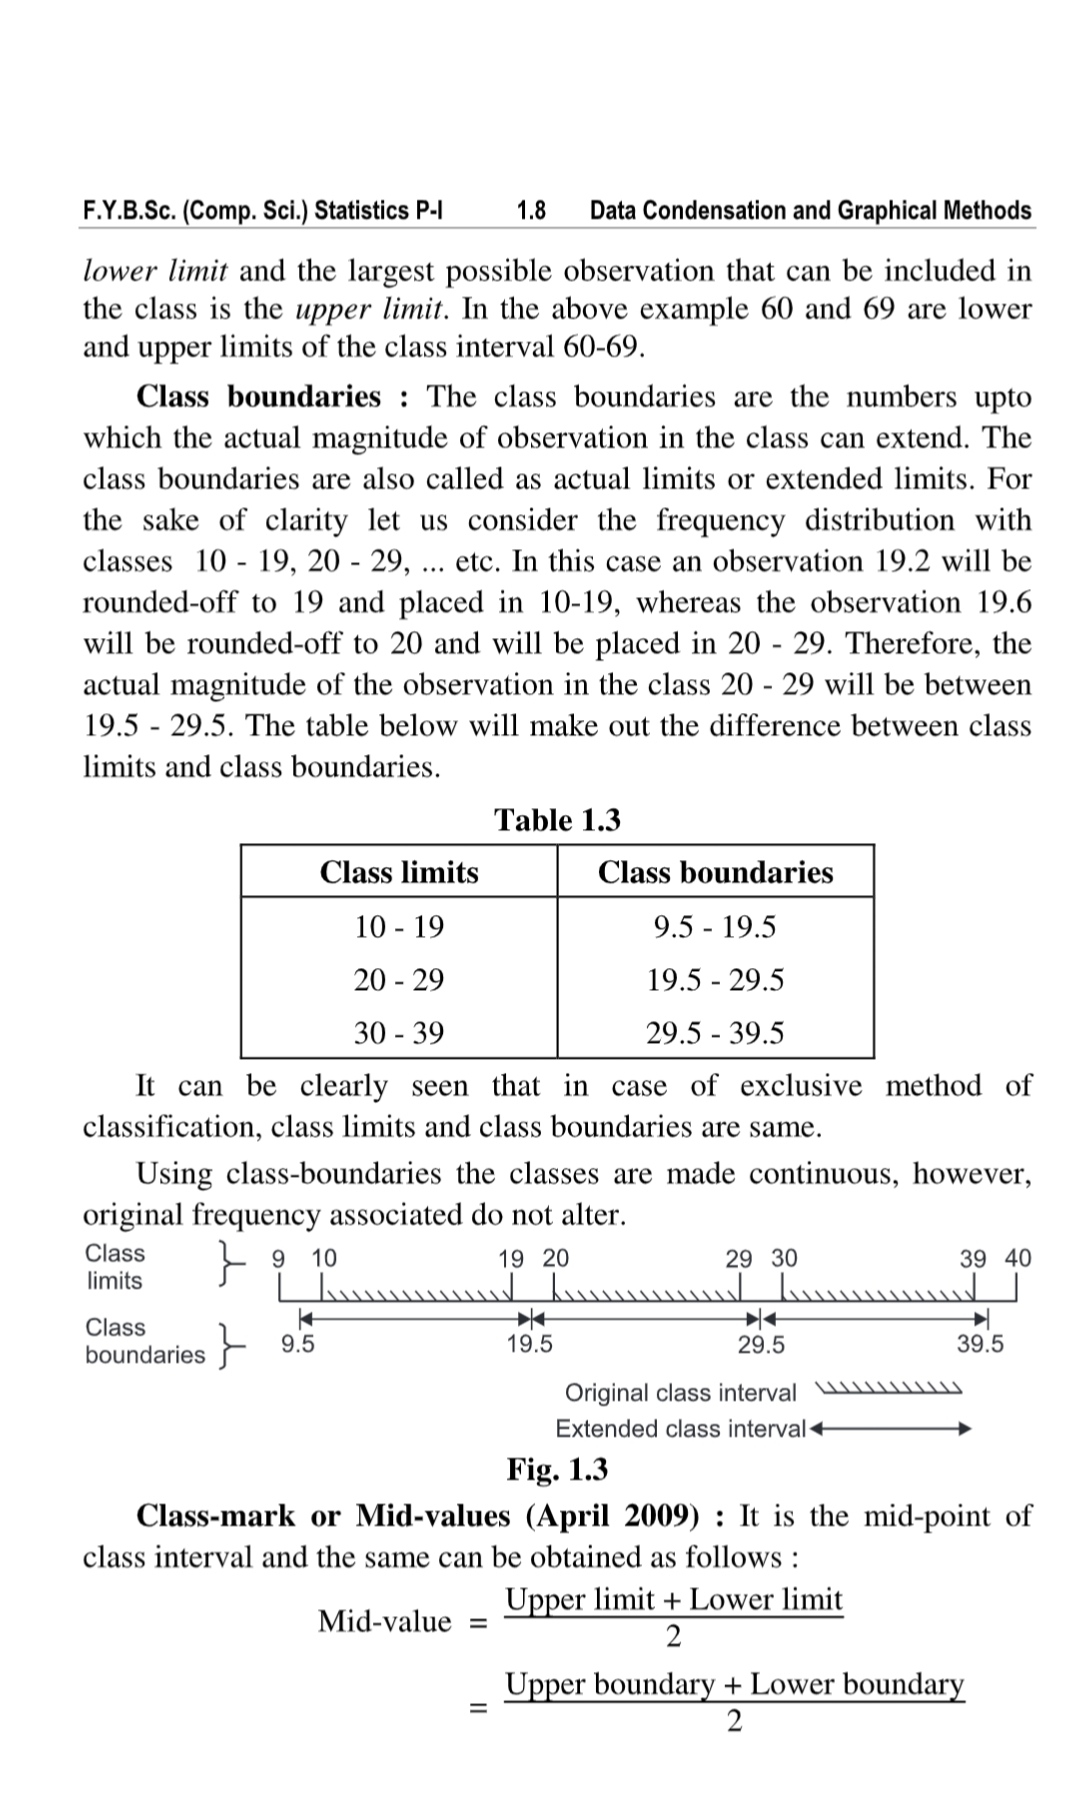 F.Y.B.Sc. (Comp. Sci.) Statistics P-I 1.8 Data Condensation and Graphical Methods
lower limit and the largest possible observation that can be included in
the class is the upper limit. In the above example 60 and 69 are lower
and upper limits of the class interval 60-69.
Class boundaries : The class boundaries are the numbers upto
which the actual magnitude of observation in the class can extend. The
class boundaries are also called as actual limits or extended limits. For
the sake of clarity let us consider the frequency distribution with
classes 10 - 19, 20 - 29, ... etc. In this case an observation 19.2 will be
rounded-off to 19 and placed in 10-19, whereas the observation 19.6
will be rounded-off to 20 and will be placed in 20 - 29. Therefore, the
actual magnitude of the observation in the class 20 - 29 will be between
19.5 - 29.5. The table below will make out the difference between class
limits and class boundaries.
Table 1.3
Class limits Class boundaries
10 - 19 9.5 - 19.5
20 - 29 19.5 - 29.5
30 - 39 29.5 - 39.5
It can be clearly seen that in case of exclusive method of
classification, class limits and class boundaries are same.
Using class-boundaries the classes are made continuous, however,
original frequency associated do not alter.
Class
limits
9 10 19 20 29 30 39 40
Class
boundaries
9.5 19.5 29.5 39.5
Original class interval
Extended class interval
Fig. 1.3
Class-mark or Mid-values (April 2009) : It is the mid-point of
class interval and the same can be obtained as follows :
Mid-value = Upper limit + Lower limit
2
= Upper boundary + Lower boundary
2